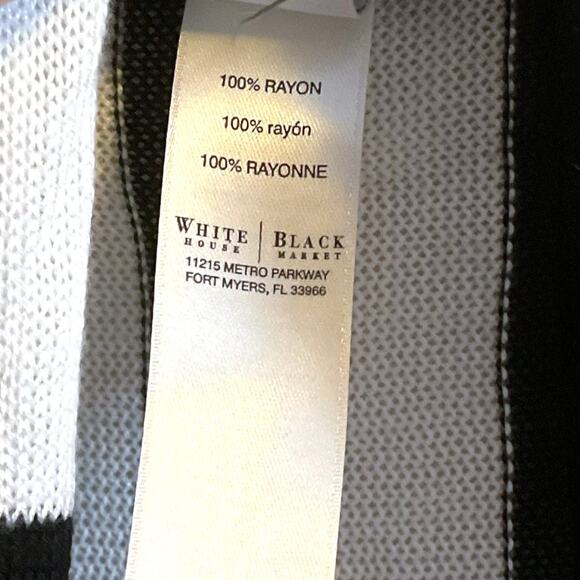 100% RAYON
100% rayón
100% RAYONNE
WHITE | BLACK
HOUSE MARKET
11215 METRO PARKWAY
FORT MYERS, FL 33966